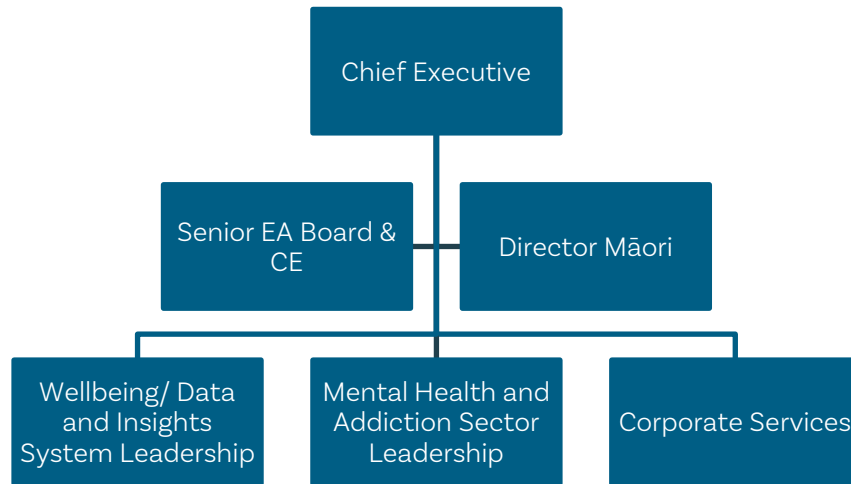 Chief Executive
Senior EA Board &
CE
Director Māori
Wellbeing/ Data
and Insights
System Leadership
Mental Health and
Addiction Sector
Leadership
Corporate Services